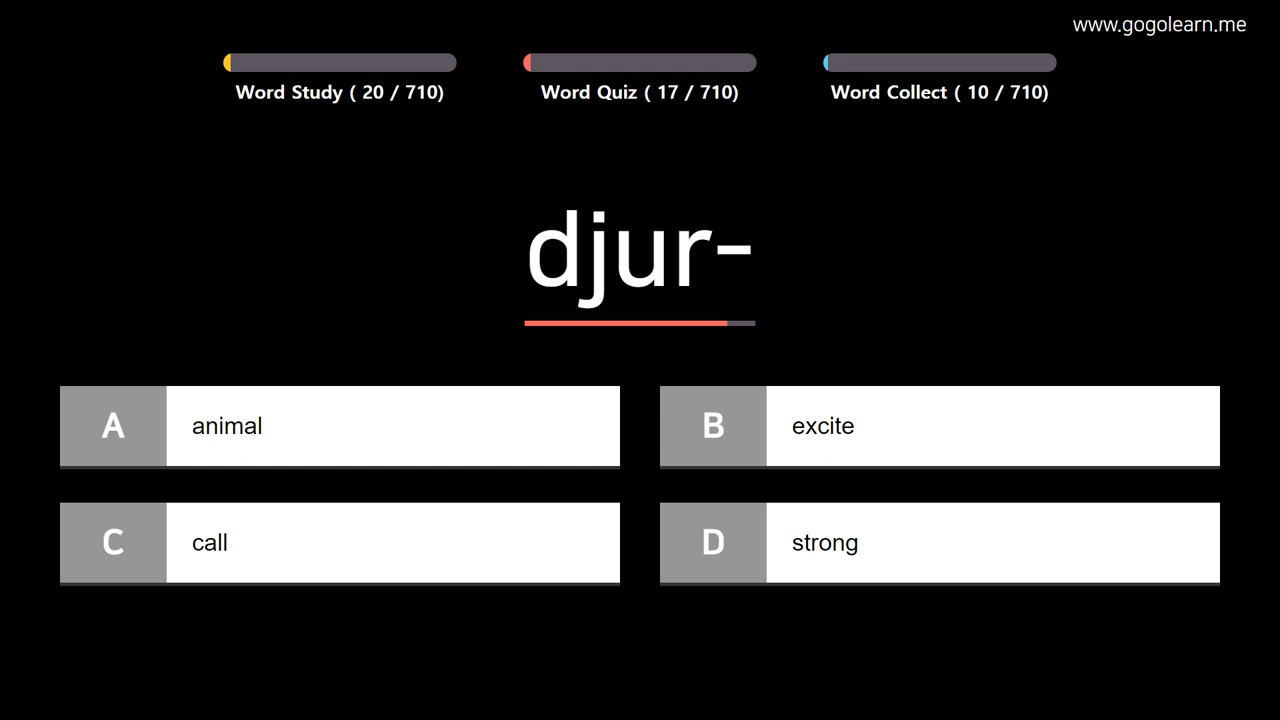 www.gogolearn.me
Word Study ( 20 / 710)
Word Quiz ( 17 / 710)
Word Collect ( 10 / 710)
djur-
A animal
B excite
C call
D strong